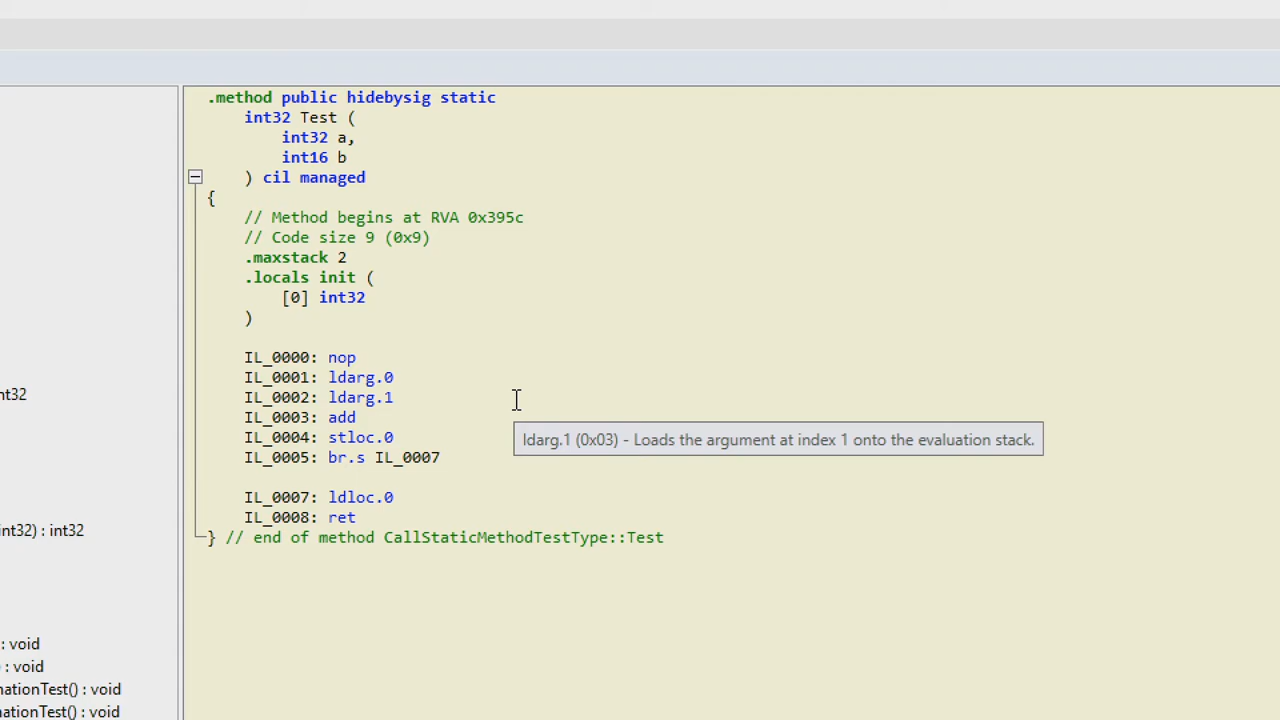 .method public hidebysig static
int32 Test (
int32 a,
int16 b
) cil managed
{
// Method begins at RVA 0x395c
// Code size 9 (0x9)
.maxstack 2
.locals init (
[0] int32
)
IL_0000: nop
IL_0001: ldarg.0
IL_0002: ldarg.1
IL_0003: add
IL_0004: stloc.0
IL_0005: br.s IL_0007
IL_0007: ldloc.0
IL_0008: ret
} // end of method CallStaticMethodTestType::Test
ldarg.1 (0x03) - Loads the argument at index 1 onto the evaluation stack.
int32
int32) : int32
: void
) : void
nationTest() : void
nationTest() : void